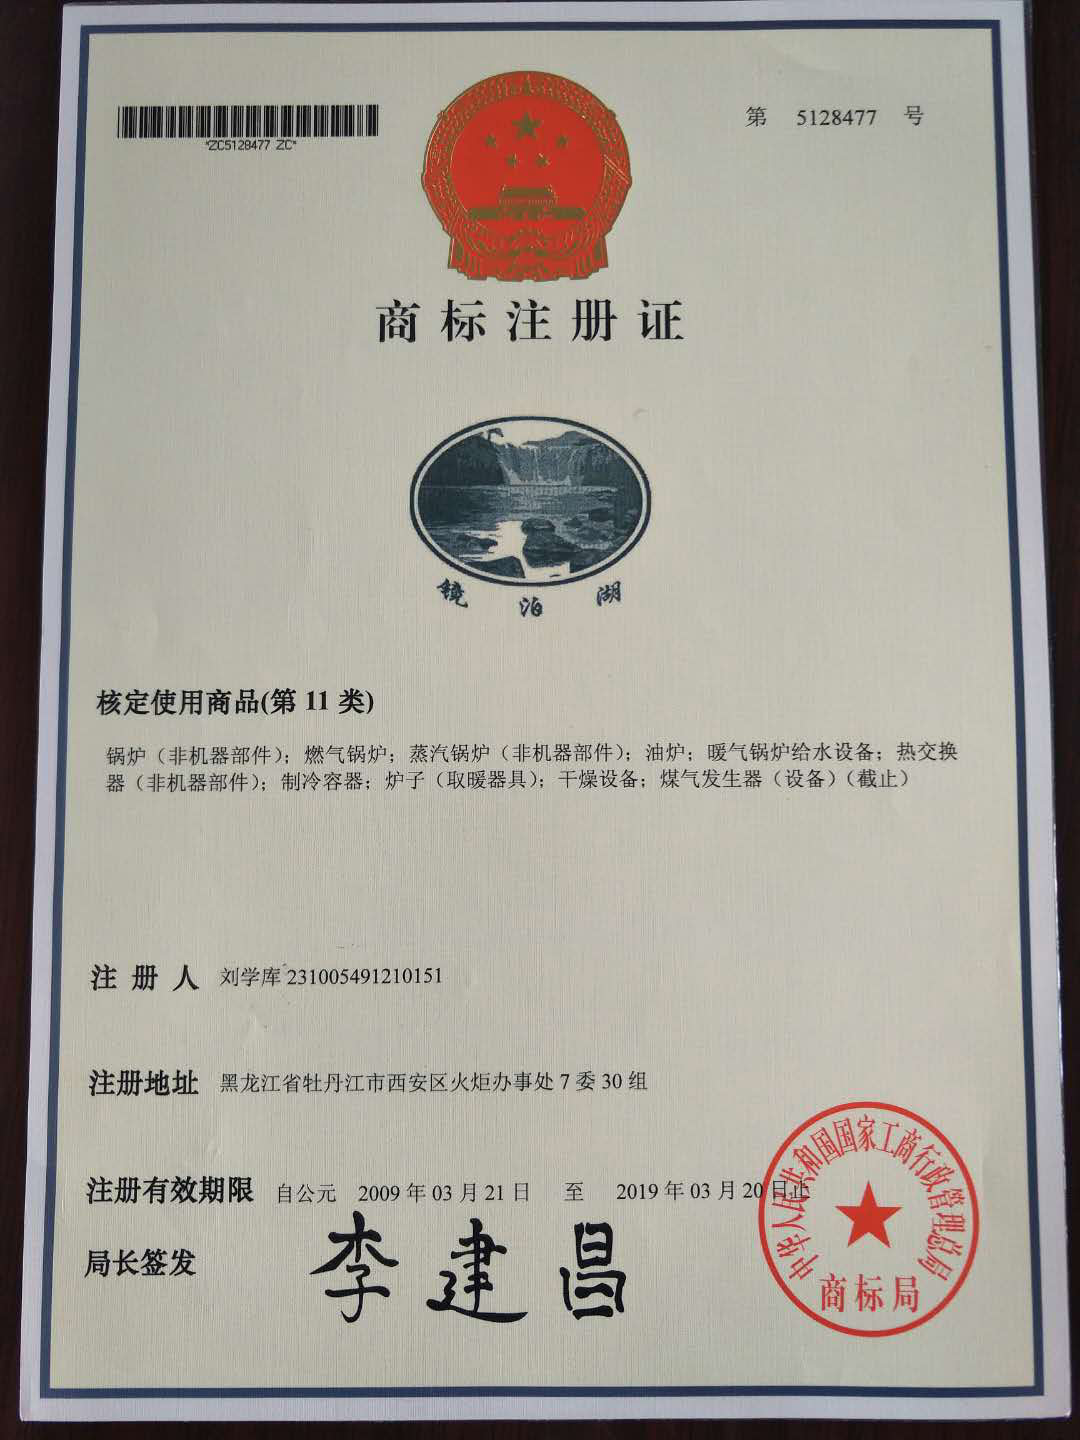 *ZC5128477 ZC*
第 5128477 号
商标注册证
镜泊湖
核定使用商品(第 11 类)
锅炉（非机器部件）；燃气锅炉；蒸汽锅炉（非机器部件）；油炉；暖气锅炉给水设备；热交换
器（非机器部件）；制冷容器；炉子（取暖器具）；干燥设备；煤气发生器（设备）（截止）
注册人 刘学库 231005491210151
注册地址 黑龙江省牡丹江市西安区火炬办事处 7 委 30 组
注册有效期限 自公元 2009 年 03 月 21 日 至 2019 年 03 月 20 日止
局长签发 李建昌
中华人民共和国国家工商行政管理总局
商标局